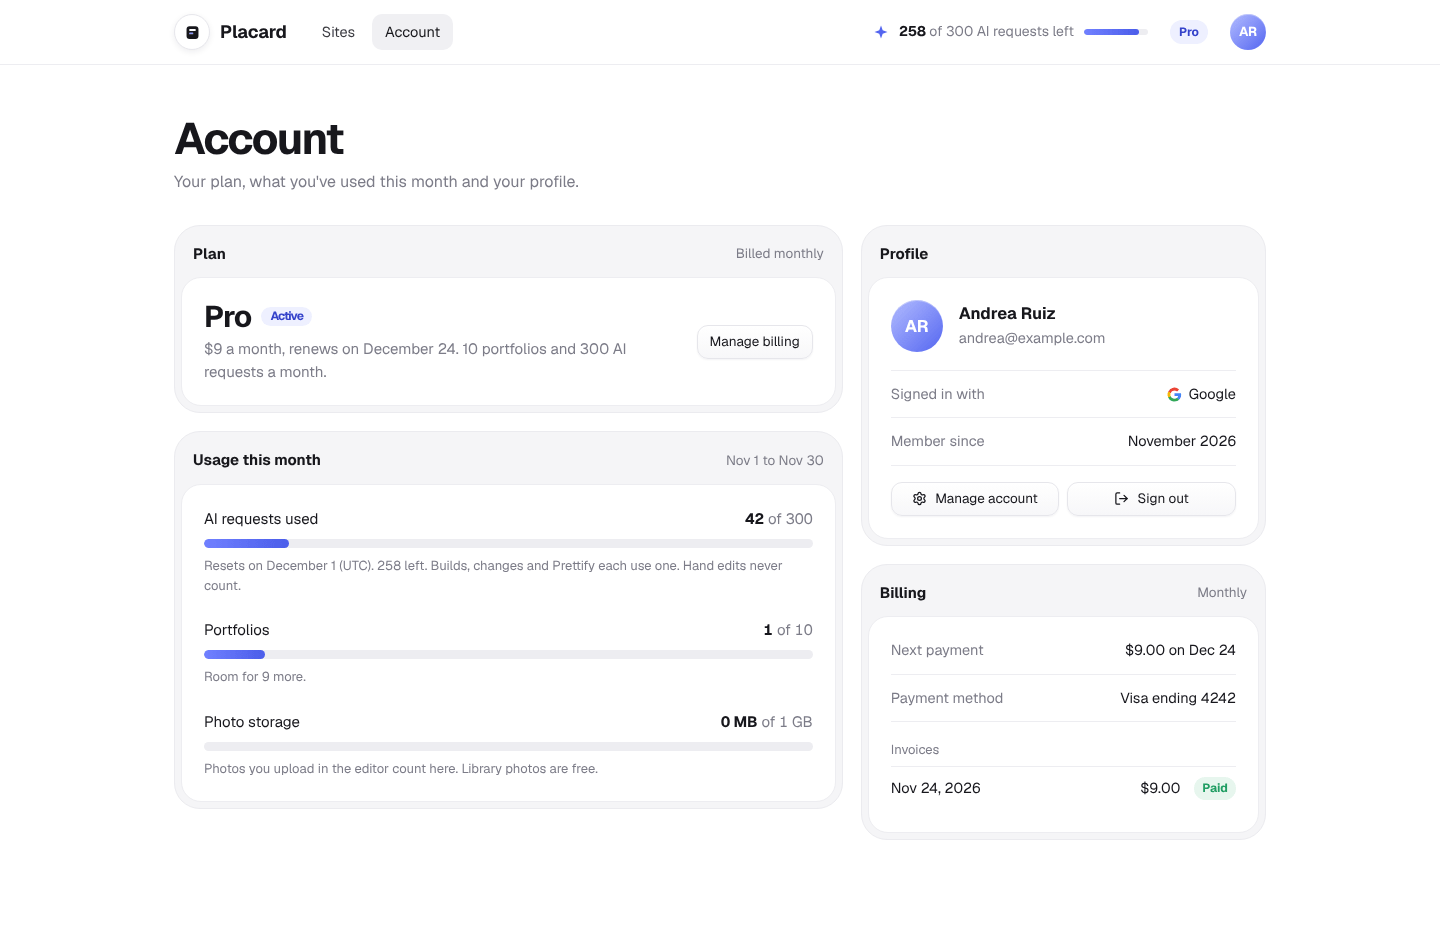 Placard
Sites
Account
258 of 300 AI requests left
Pro
AR
Account
Your plan, what you've used this month and your profile.
Plan
Billed monthly
Pro
Active
$9 a month, renews on December 24. 10 portfolios and 300 AI
requests a month.
Manage billing
Usage this month
Nov 1 to Nov 30
AI requests used
42 of 300
Resets on December 1 (UTC). 258 left. Builds, changes and Prettify each use one. Hand edits never
count.
Portfolios
1 of 10
Room for 9 more.
Photo storage
0 MB of 1 GB
Photos you upload in the editor count here. Library photos are free.
Profile
AR
Andrea Ruiz
andrea@example.com
Signed in with
Google
Member since
November 2026
Manage account
Sign out
Billing
Monthly
Next payment
$9.00 on Dec 24
Payment method
Visa ending 4242
Invoices
Nov 24, 2026
$9.00
Paid